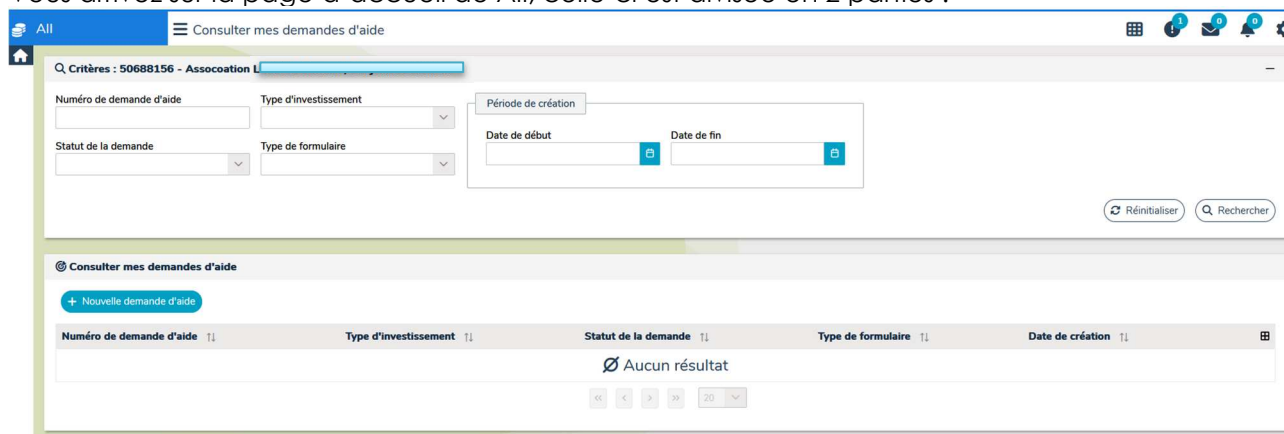 Vous arrivez sur la page d'accueil de AII, celle-ci est divisée en 2 parties :
AII
Consulter mes demandes d'aide
1
0
0
Critères : 50688156 - Assocoation L
Numéro de demande d'aide
Type d'investissement
Période de création
Date de début
Date de fin
Statut de la demande
Type de formulaire
Réinitialiser
Rechercher
Consulter mes demandes d'aide
+ Nouvelle demande d'aide
Numéro de demande d'aide
Type d'investissement
Statut de la demande
Type de formulaire
Date de création
Aucun résultat
« < > » 20